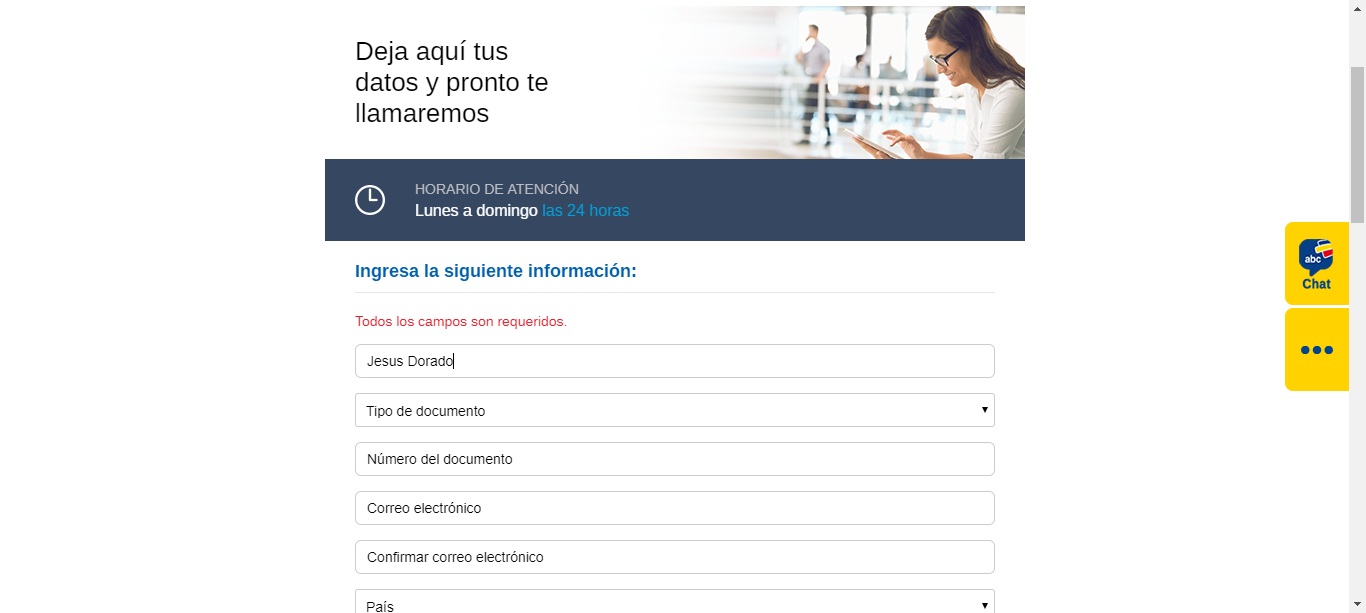 Deja aquí tus
datos y pronto te
llamaremos
HORARIO DE ATENCIÓN
Lunes a domingo las 24 horas
Ingresa la siguiente información:
Todos los campos son requeridos.
Jesus Dorado
Tipo de documento
Número del documento
Correo electrónico
Confirmar correo electrónico
País
abc
Chat